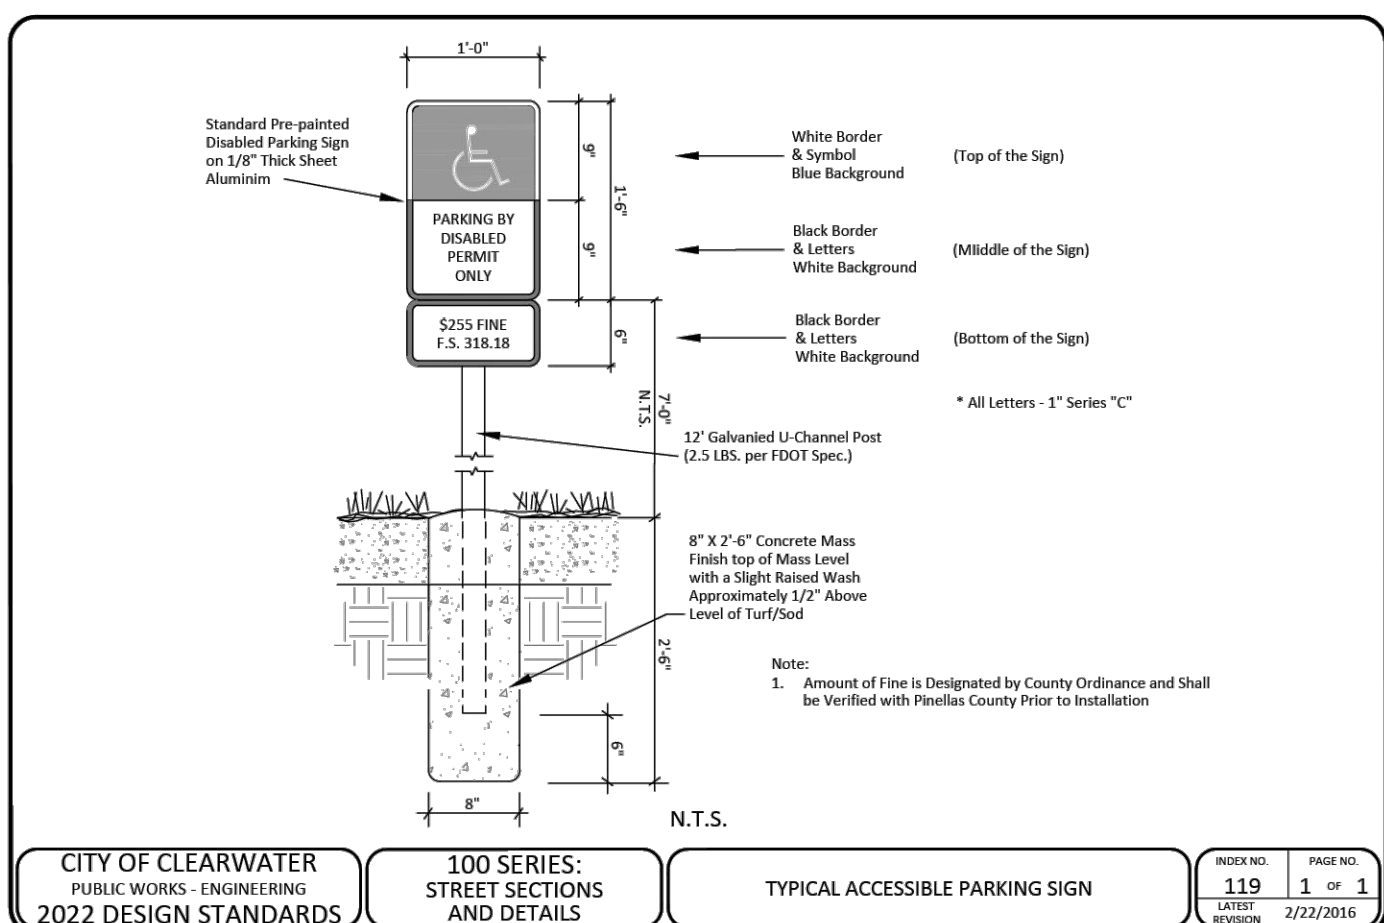 1'-0"
Standard Pre-painted
Disabled Parking Sign
on 1/8" Thick Sheet
Aluminim
PARKING BY
DISABLED
PERMIT
ONLY
$255 FINE
F.S. 318.18
9"
9"
1'-6"
6"
7'-0"
N.T.S.
White Border
& Symbol
Blue Background
(Top of the Sign)
Black Border
& Letters
White Background
(MIiddle of the Sign)
Black Border
& Letters
White Background
(Bottom of the Sign)
* All Letters - 1" Series "C"
12' Galvanied U-Channel Post
(2.5 LBS. per FDOT Spec.)
8" X 2'-6" Concrete Mass
Finish top of Mass Level
with a Slight Raised Wash
Approximately 1/2" Above
Level of Turf/Sod
2'-6"
6"
8"
Note:
1. Amount of Fine is Designated by County Ordinance and Shall
be Verified with Pinellas County Prior to Installation
N.T.S.
CITY OF CLEARWATER
PUBLIC WORKS - ENGINEERING
2022 DESIGN STANDARDS
100 SERIES:
STREET SECTIONS
AND DETAILS
TYPICAL ACCESSIBLE PARKING SIGN
INDEX NO.
119
PAGE NO.
1 OF 1
LATEST
REVISION
2/22/2016